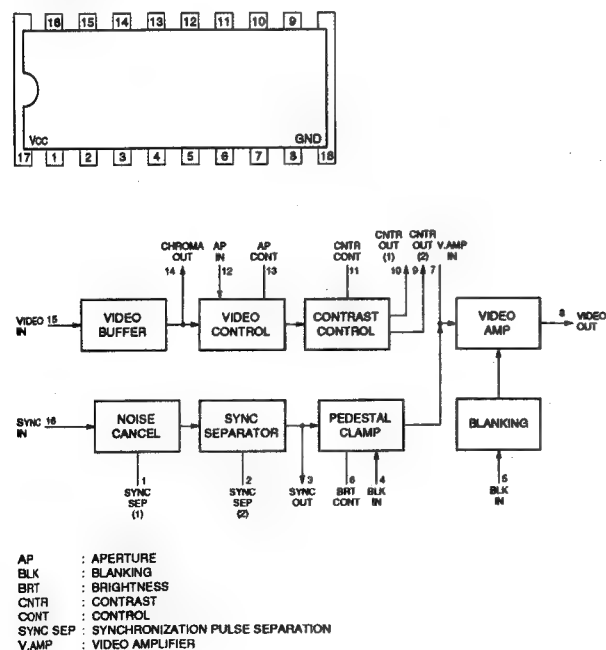 16 15 14 13 12 11 10 9
VCC GND
17 1 2 3 4 5 6 7 8 18
CHROMA OUT 14
AP IN 12
AP CONT 13
CNTR CONT 11
CNTR OUT (1) 10
CNTR OUT (2) 9
V.AMP IN 7
VIDEO IN 15
VIDEO BUFFER
VIDEO CONTROL
CONTRAST CONTROL
VIDEO AMP
8 VIDEO OUT
SYNC IN 16
NOISE CANCEL
SYNC SEPARATOR
PEDESTAL CLAMP
BLANKING
1 SYNC SEP (1)
2 SYNC SEP (2)
3 SYNC OUT
6 BRT CONT
4 BLK IN
5 BLK IN
AP : APERTURE
BLK : BLANKING
BRT : BRIGHTNESS
CNTR : CONTRAST
CONT : CONTROL
SYNC SEP : SYNCHRONIZATION PULSE SEPARATION
V.AMP : VIDEO AMPLIFIER